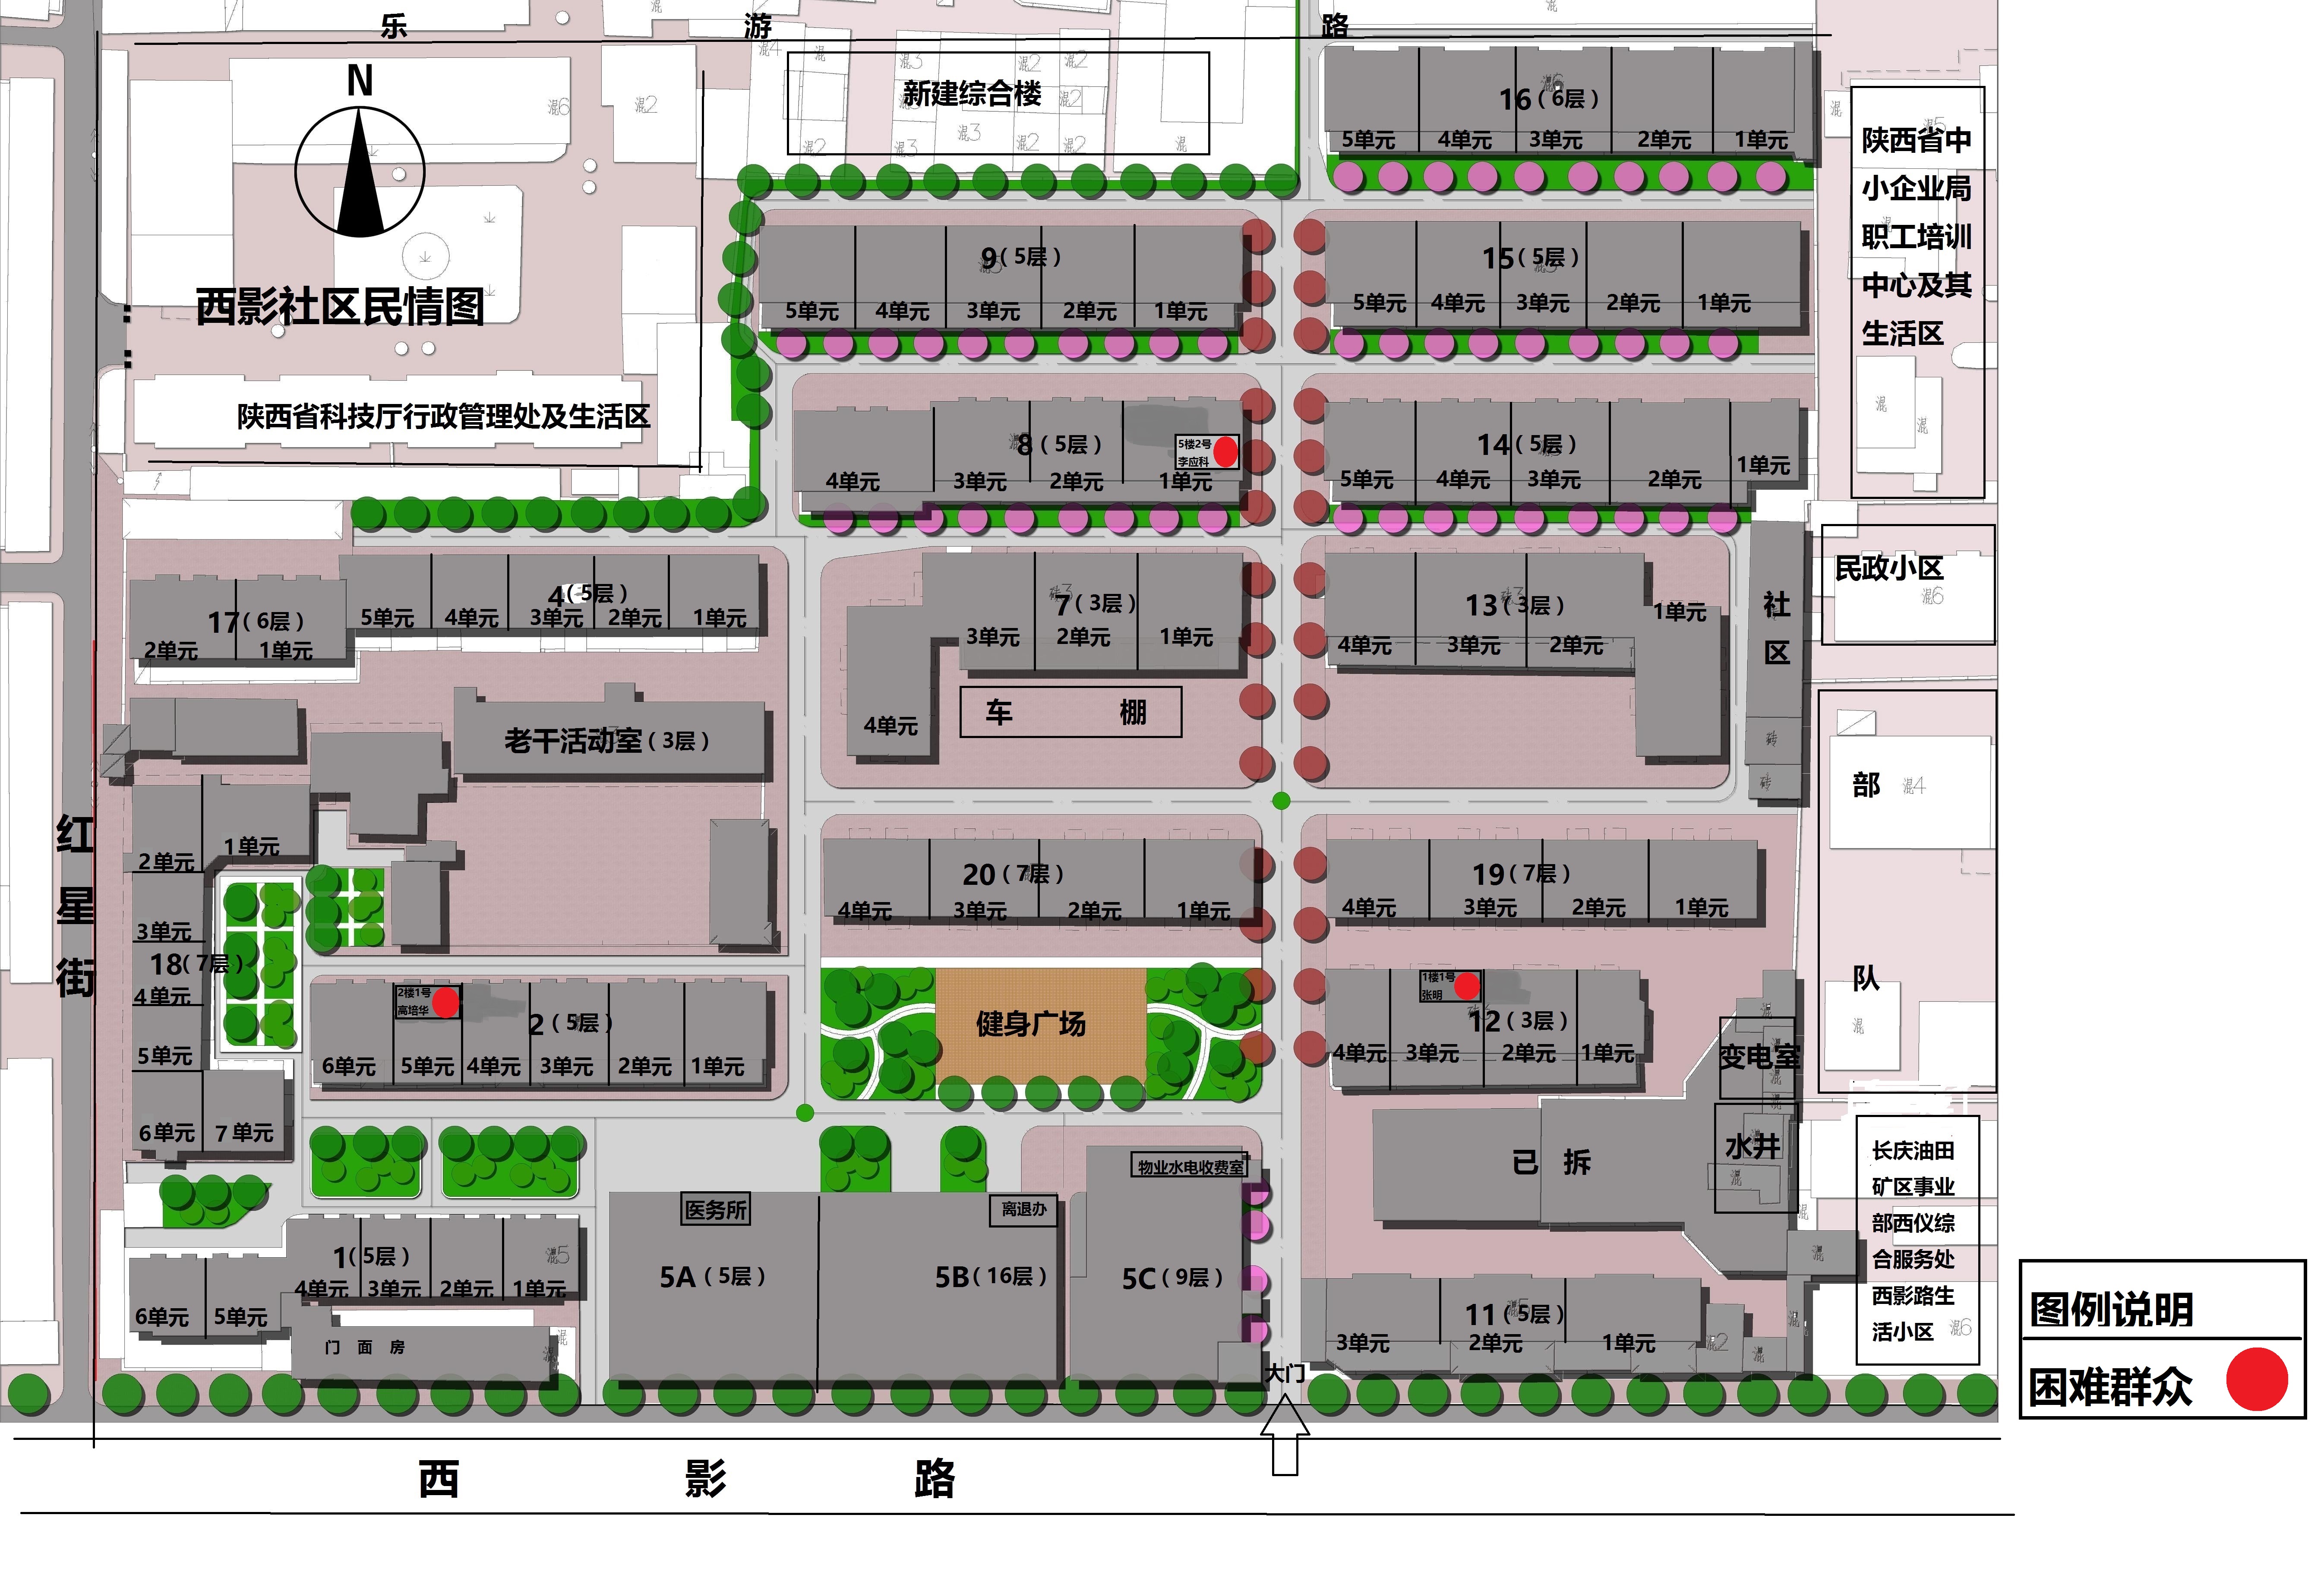 乐 游 路
N
新建综合楼
16（6层）
5单元 4单元 3单元 2单元 1单元
陕西省中
小企业局
职工培训
中心及其
生活区
西影社区民情图
9（5层）
5单元 4单元 3单元 2单元 1单元
15（5层）
5单元 4单元 3单元 2单元 1单元
陕西省科技厅行政管理处及生活区
8（5层）
5楼2号
李应科
4单元 3单元 2单元 1单元
14（5层）
5单元 4单元 3单元 2单元 1单元
民政小区
混6
17（6层）
2单元 1单元
4（5层）
5单元 4单元 3单元 2单元 1单元
7（3层）
3单元 2单元 1单元
4单元
车 棚
13（3层）
4单元 3单元 2单元 1单元
社
区
老干活动室（3层）
部
队
混4
红
星
街
18（7层）
1单元
2单元
3单元
4单元
5单元
6单元 7单元
20（7层）
4单元 3单元 2单元 1单元
19（7层）
4单元 3单元 2单元 1单元
2（5层）
2楼1号
高培华
6单元 5单元 4单元 3单元 2单元 1单元
健身广场
12（3层）
1楼1号
张明
4单元 3单元 2单元 1单元
变电室
水井
已 拆
长庆油田
矿区事业
部西仪综
合服务处
西影路生
活小区
混6
物业水电收费室
医务所
离退办
5A（5层）
5B（16层）
5C（9层）
1（5层）
混5
4单元 3单元 2单元 1单元
6单元 5单元
门 面 房
11（5层）
3单元 2单元 1单元
大门
西 影 路
图例说明
困难群众